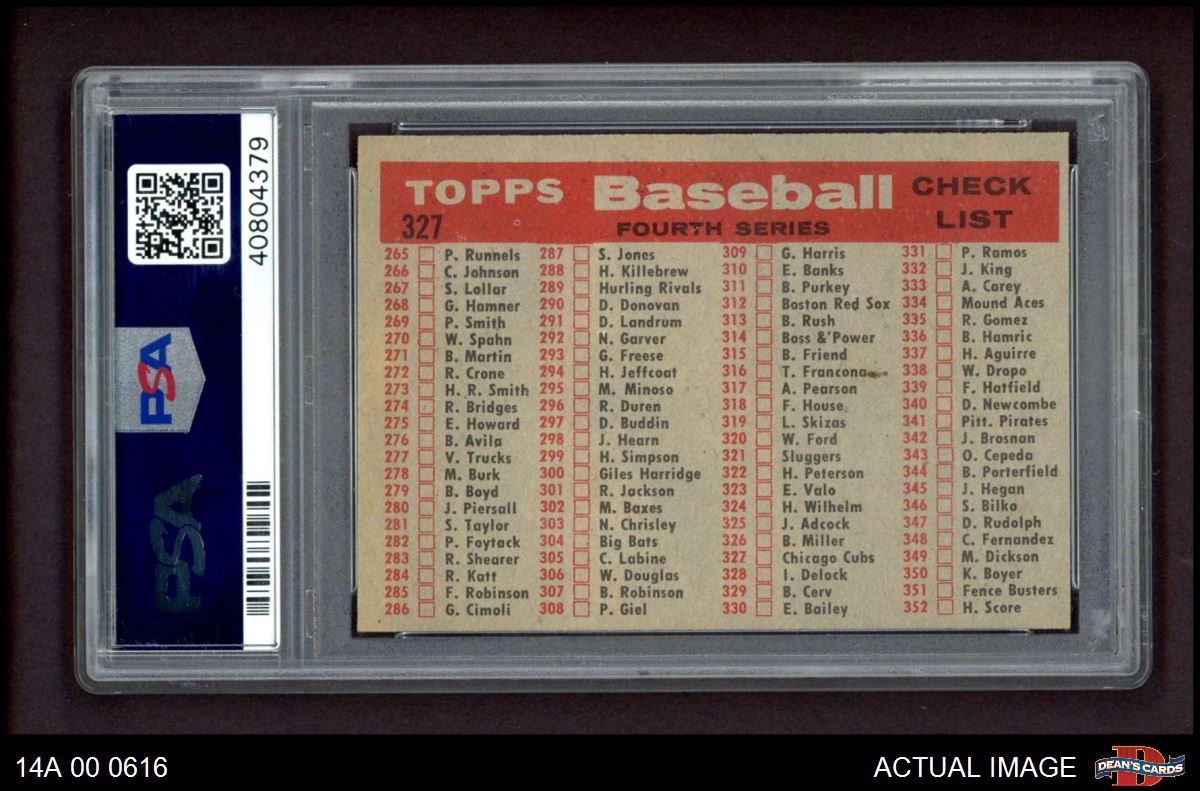 40804379
PSA
PSA
TOPPS Baseball CHECK LIST
327 FOURTH SERIES
265 P. Runnels
266 C. Johnson
267 S. Lollar
268 G. Hamner
269 P. Smith
270 W. Spahn
271 B. Martin
272 R. Crone
273 H. R. Smith
274 R. Bridges
275 E. Howard
276 B. Avila
277 V. Trucks
278 M. Burk
279 B. Boyd
280 J. Piersall
281 S. Taylor
282 P. Foytack
283 R. Shearer
284 R. Katt
285 F. Robinson
286 G. Cimoli
287 S. Jones
288 H. Killebrew
289 Hurling Rivals
290 D. Donovan
291 D. Landrum
292 N. Garver
293 G. Freese
294 H. Jeffcoat
295 M. Minoso
296 R. Duren
297 D. Buddin
298 J. Hearn
299 H. Simpson
300 Giles Harridge
301 R. Jackson
302 M. Baxes
303 N. Chrisley
304 Big Bats
305 C. Labine
306 W. Douglas
307 B. Robinson
308 P. Giel
309 G. Harris
310 E. Banks
311 B. Purkey
312 Boston Red Sox
313 B. Rush
314 Boss & Power
315 B. Friend
316 T. Francona
317 A. Pearson
318 F. House
319 L. Skizas
320 W. Ford
321 Sluggers
322 H. Peterson
323 E. Valo
324 H. Wilhelm
325 J. Adcock
326 B. Miller
327 Chicago Cubs
328 I. Delock
329 B. Cerv
330 E. Bailey
331 P. Ramos
332 J. King
333 A. Carey
334 Mound Aces
335 R. Gomez
336 B. Hamric
337 H. Aguirre
338 W. Dropo
339 F. Hatfield
340 D. Newcombe
341 Pitt. Pirates
342 J. Brosnan
343 O. Cepeda
344 B. Porterfield
345 J. Hegan
346 S. Bilko
347 D. Rudolph
348 C. Fernandez
349 M. Dickson
350 K. Boyer
351 Fence Busters
352 H. Score
14A 00 0616
ACTUAL IMAGE
DEAN'S CARDS